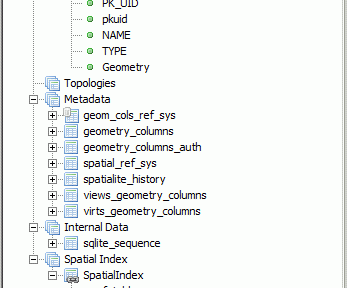 PK_UID
pkuid
NAME
TYPE
Geometry
Topologies
Metadata
geom_cols_ref_sys
geometry_columns
geometry_columns_auth
spatial_ref_sys
spatialite_history
views_geometry_columns
virts_geometry_columns
Internal Data
sqlite_sequence
Spatial Index
SpatialIndex